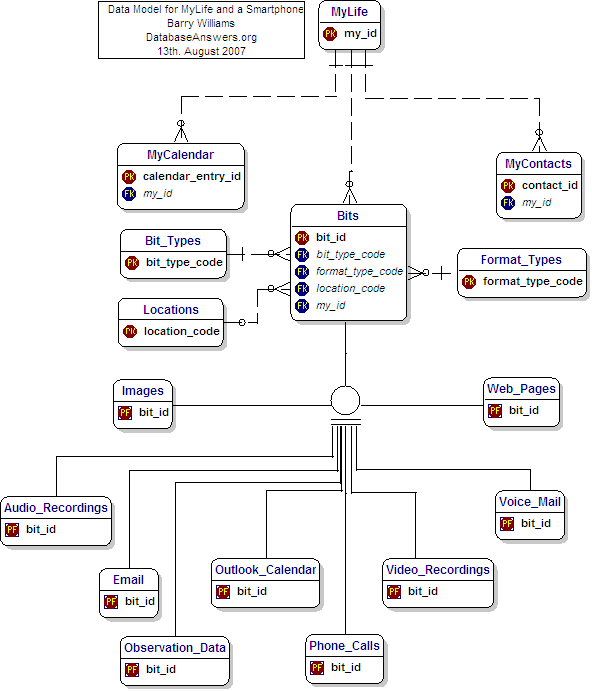 Data Model for MyLife and a Smartphone
Barry Williams
DatabaseAnswers.org
13th. August 2007
MyLife
PK my_id
MyCalendar
PK calendar_entry_id
FK my_id
MyContacts
PK contact_id
FK my_id
Bits
PK bit_id
FK bit_type_code
FK format_type_code
FK location_code
FK my_id
Bit_Types
PK bit_type_code
Format_Types
PK format_type_code
Locations
PK location_code
Images
PF bit_id
Web_Pages
PF bit_id
Audio_Recordings
PF bit_id
Voice_Mail
PF bit_id
Email
PF bit_id
Outlook_Calendar
PF bit_id
Video_Recordings
PF bit_id
Observation_Data
PF bit_id
Phone_Calls
PF bit_id